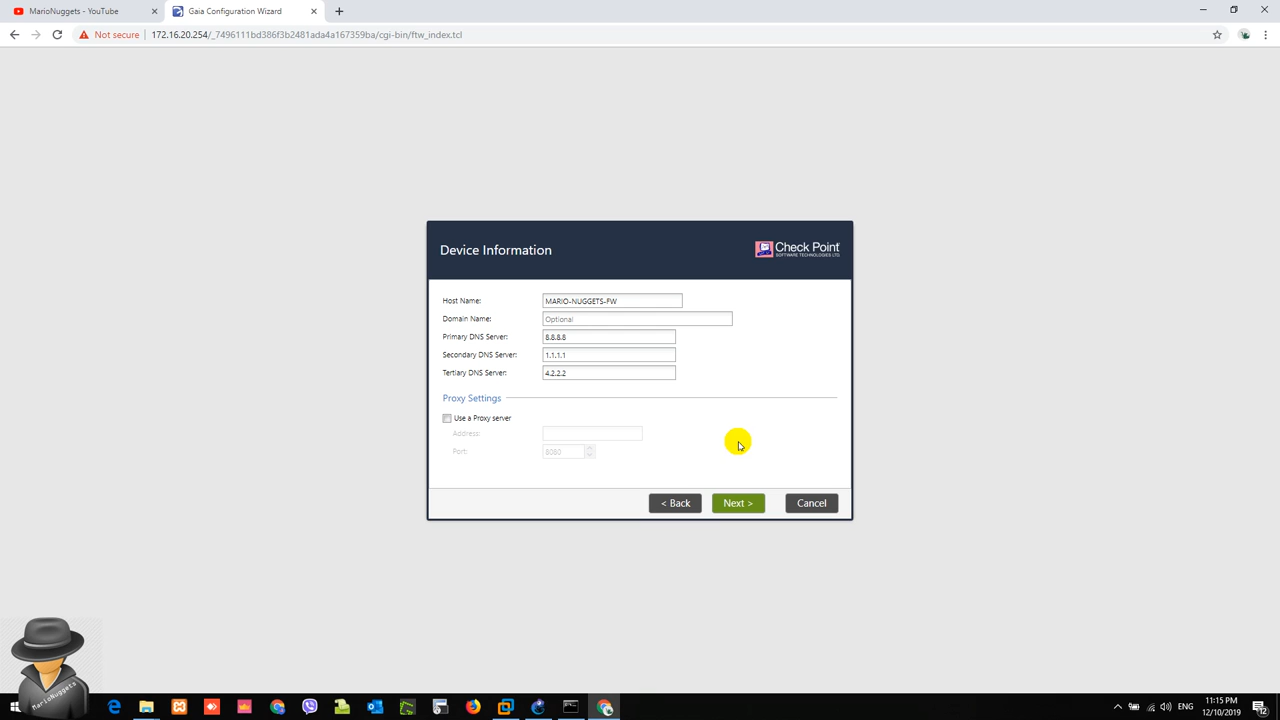 MarioNuggets - YouTube
Gaia Configuration Wizard
Not secure
172.16.20.254/_7496111bd386f3b2481ada4a167359ba/cgi-bin/ftw_index.tcl
Device Information
Check Point
SOFTWARE TECHNOLOGIES LTD.
Host Name: MARIO-NUGGETS-FW
Domain Name: Optional
Primary DNS Server: 8.8.8.8
Secondary DNS Server: 1.1.1.1
Tertiary DNS Server: 4.2.2.2
Proxy Settings
Use a Proxy server
Address:
Port: 8080
< Back
Next >
Cancel
MarioNuggets
ENG
11:15 PM
12/10/2019
12